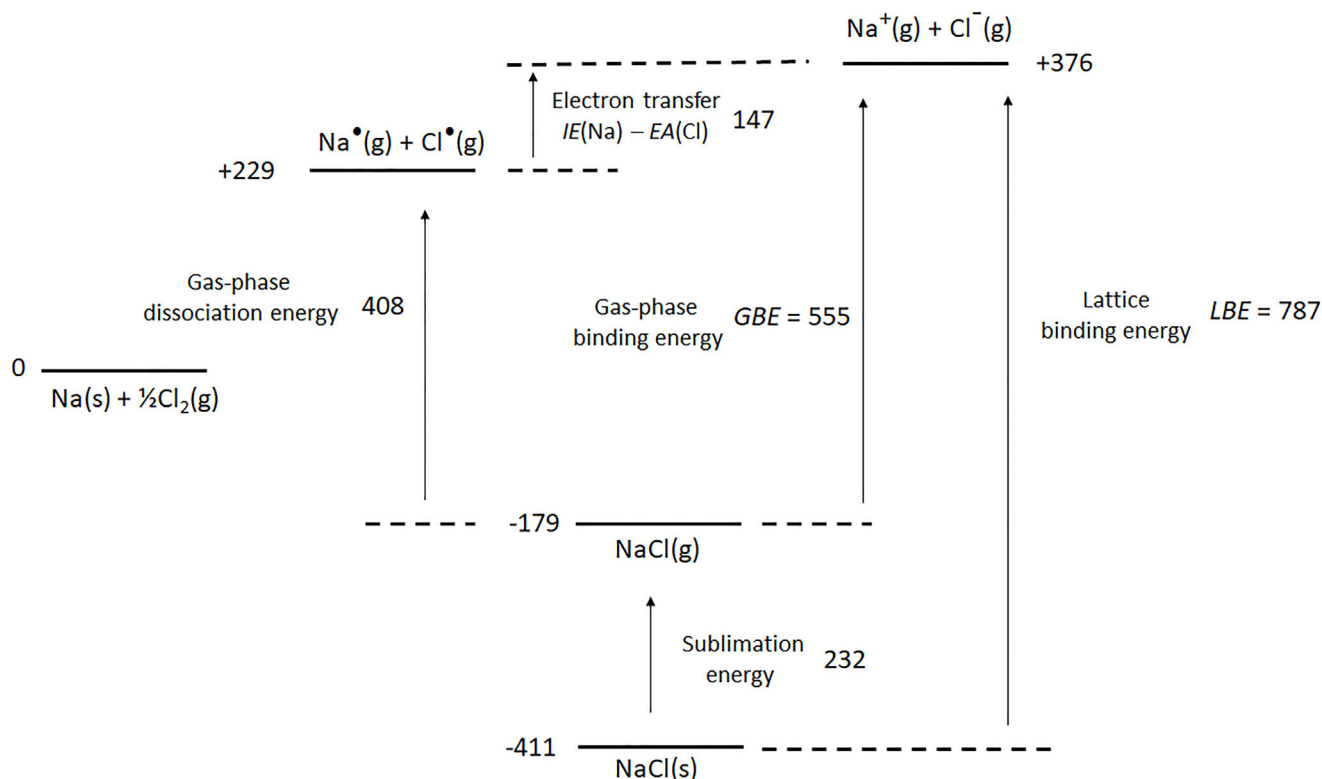 Na⁺(g) + Cl⁻(g)
+376
Electron transfer
IE(Na) – EA(Cl)
147
Na•(g) + Cl•(g)
+229
Gas-phase
dissociation energy
408
Gas-phase
binding energy
GBE = 555
Lattice
binding energy
LBE = 787
0
Na(s) + ½Cl₂(g)
-179
NaCl(g)
Sublimation
energy
232
-411
NaCl(s)